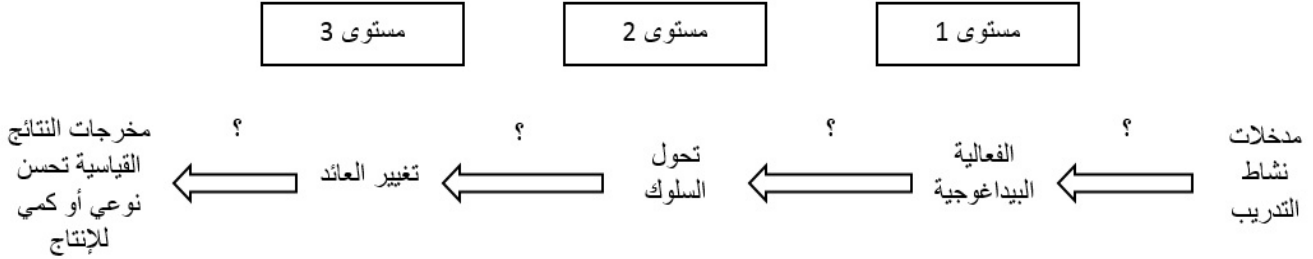 مستوى 1
مستوى 2
مستوى 3
؟
؟
؟
؟
مدخلات
نشاط
التدريب
الفعالية
البيداغوجية
تحول
السلوك
تغيير العائد
مخرجات النتائج
القياسية تحسن
نوعي أو كمي
للإنتاج